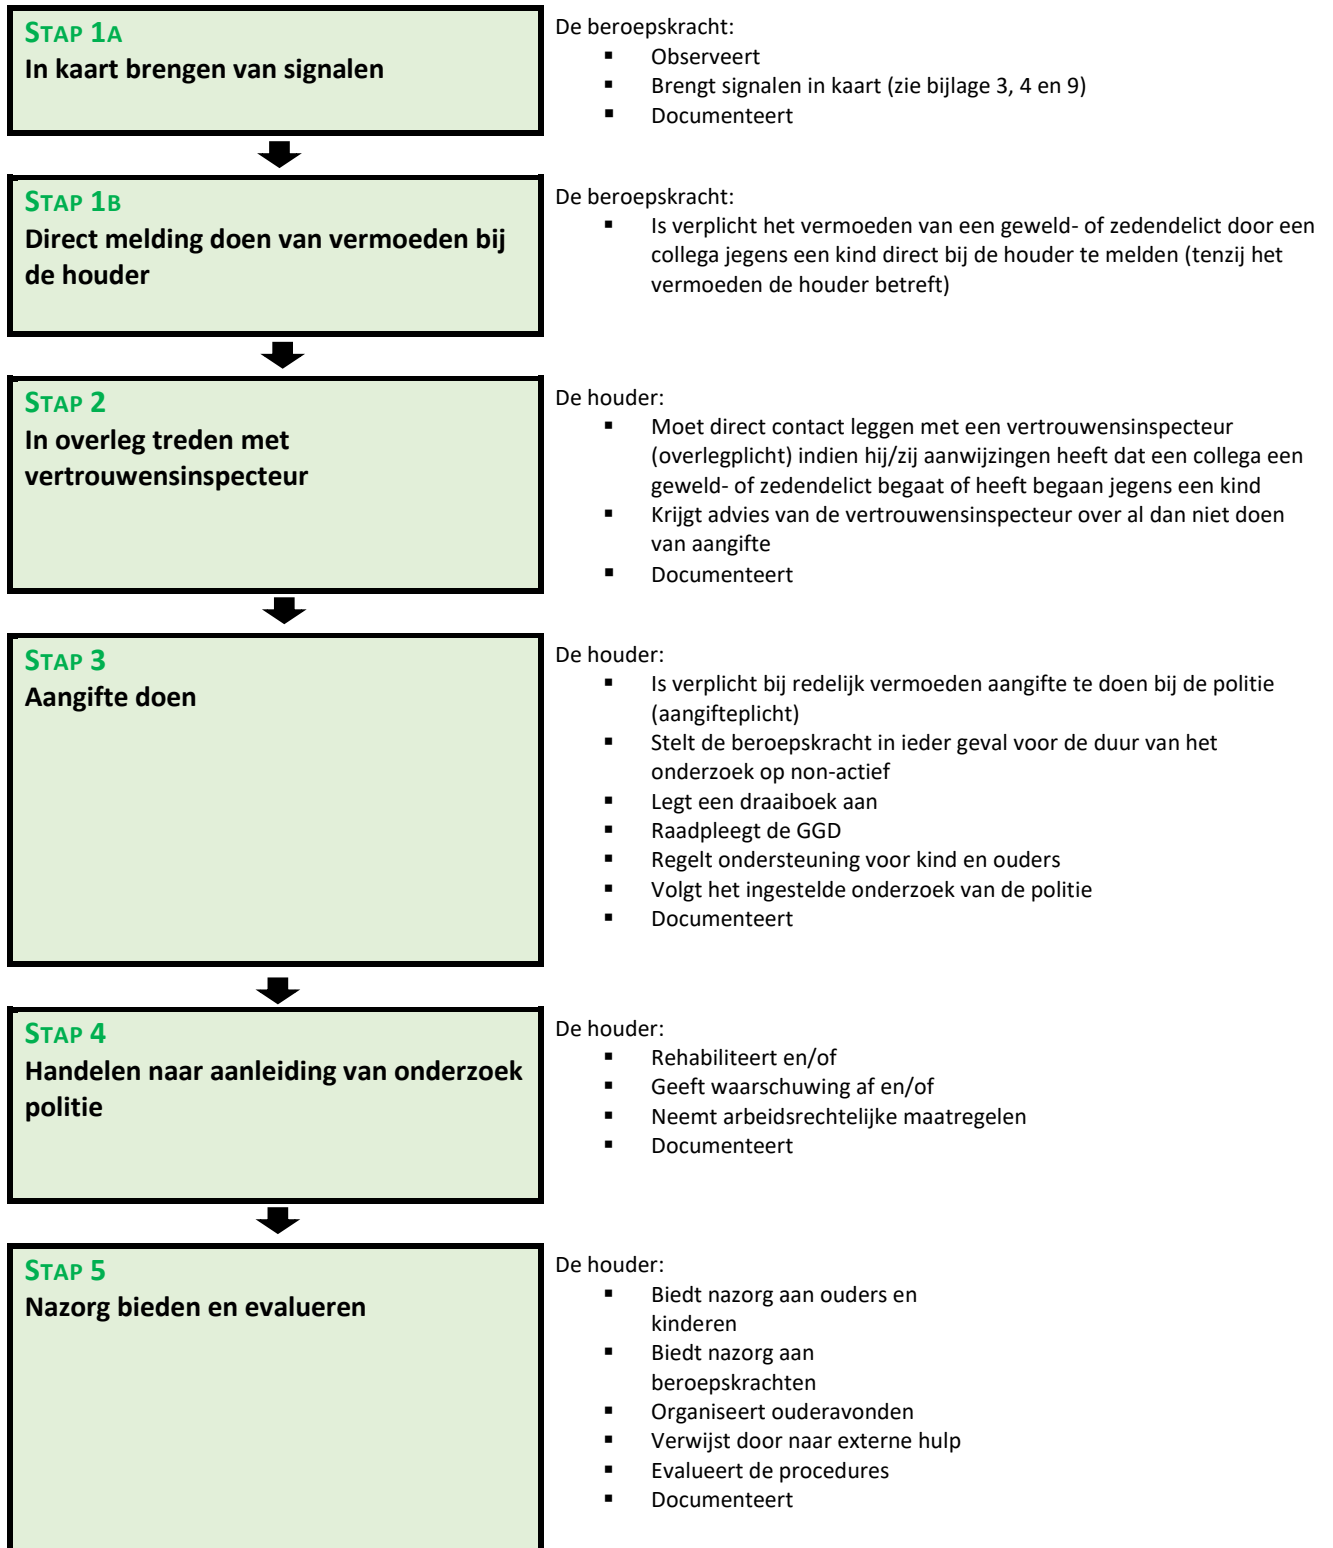 STAP 1A
In kaart brengen van signalen
De beroepskracht:
▪ Observeert
▪ Brengt signalen in kaart (zie bijlage 3, 4 en 9)
▪ Documenteert
STAP 1B
Direct melding doen van vermoeden bij
de houder
De beroepskracht:
▪ Is verplicht het vermoeden van een geweld- of zedendelict door een
collega jegens een kind direct bij de houder te melden (tenzij het
vermoeden de houder betreft)
STAP 2
In overleg treden met
vertrouwensinspecteur
De houder:
▪ Moet direct contact leggen met een vertrouwensinspecteur
(overlegplicht) indien hij/zij aanwijzingen heeft dat een collega een
geweld- of zedendelict begaat of heeft begaan jegens een kind
▪ Krijgt advies van de vertrouwensinspecteur over al dan niet doen
van aangifte
▪ Documenteert
STAP 3
Aangifte doen
De houder:
▪ Is verplicht bij redelijk vermoeden aangifte te doen bij de politie
(aangifteplicht)
▪ Stelt de beroepskracht in ieder geval voor de duur van het
onderzoek op non-actief
▪ Legt een draaiboek aan
▪ Raadpleegt de GGD
▪ Regelt ondersteuning voor kind en ouders
▪ Volgt het ingestelde onderzoek van de politie
▪ Documenteert
STAP 4
Handelen naar aanleiding van onderzoek
politie
De houder:
▪ Rehabiliteert en/of
▪ Geeft waarschuwing af en/of
▪ Neemt arbeidsrechtelijke maatregelen
▪ Documenteert
STAP 5
Nazorg bieden en evalueren
De houder:
▪ Biedt nazorg aan ouders en
kinderen
▪ Biedt nazorg aan
beroepskrachten
▪ Organiseert ouderavonden
▪ Verwijst door naar externe hulp
▪ Evalueert de procedures
▪ Documenteert